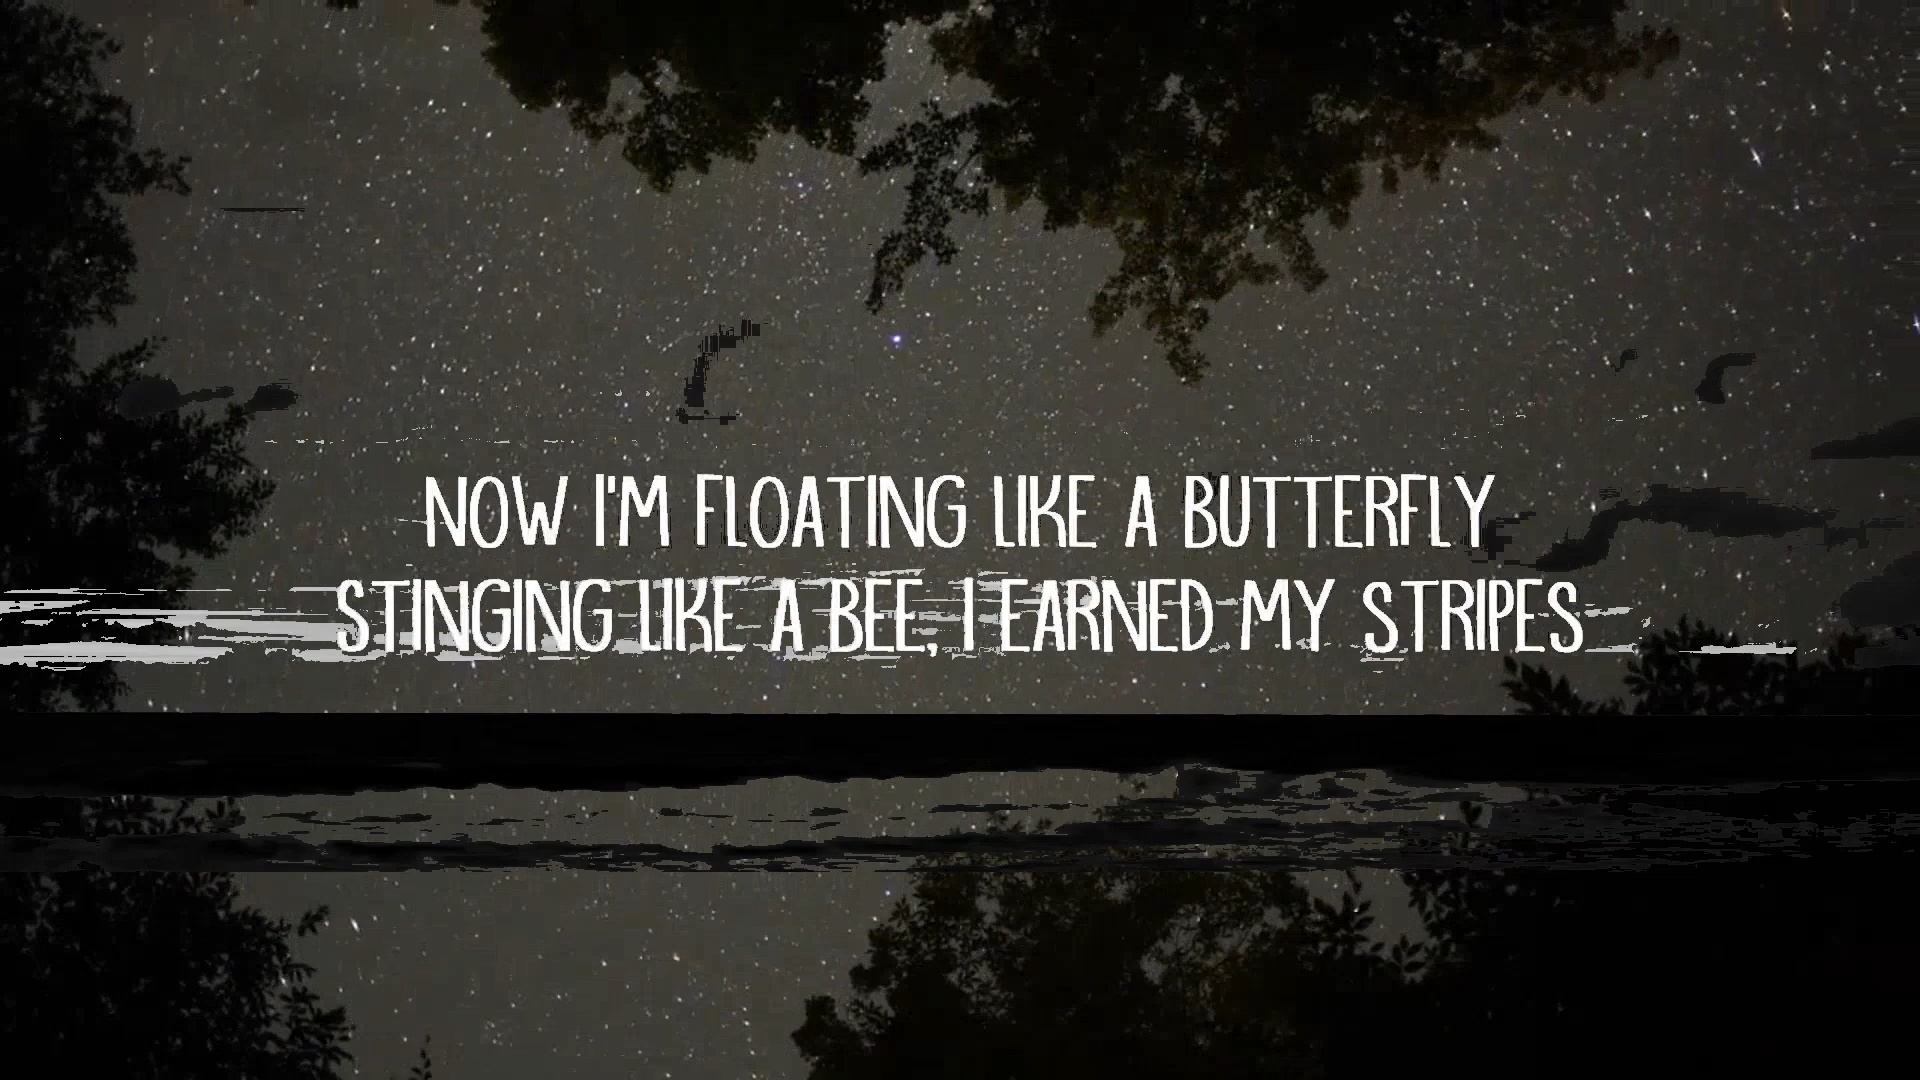 NOW I'M FLOATING LIKE A BUTTERFLY
STINGING LIKE A BEE, I EARNED MY STRIPES